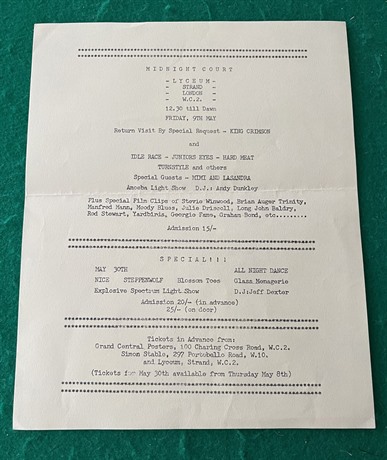 ********************************************************
********************************************************
MIDNIGHT COURT
- LYCEUM -
- STRAND -
- LONDON -
- W.C.2. -
12.30 till Dawn
FRIDAY, 9TH MAY
Return Visit By Special Request - KING CRIMSON
and
IDLE RACE - JUNIORS EYES - HARD MEAT
TURNSTYLE and others
Special Guests - MIMI AND LASANDRA
Amoeba Light Show D.J.: Andy Dunkley
Plus Special Film Clips of Stevie Winwood, Brian Auger Trinity,
Manfred Mann, Moody Blues, Julie Driscoll, Long John Baldry,
Rod Stewart, Yardbirds, Georgie Fame, Graham Bond, etc.........
Admission 15/-
********************************************************
********************************************************
SPECIAL!!!
MAY 30TH ALL NIGHT DANCE
NICE STEPPENWOLF Blossom Toes Glass Menagerie
Explosive Spectrum Light Show D.J:Jeff Dexter
Admission 20/- (in advance)
25/- (on door)
********************************************************
********************************************************
Tickets in Advance from:
Grand Central Posters, 100 Charing Cross Road, W.C.2.
Simon Stable, 297 Portobello Road, W.10.
and Lyceum, Strand, W.C.2.
(Tickets for May 30th available from Thursday May 8th)
********************************************************
********************************************************